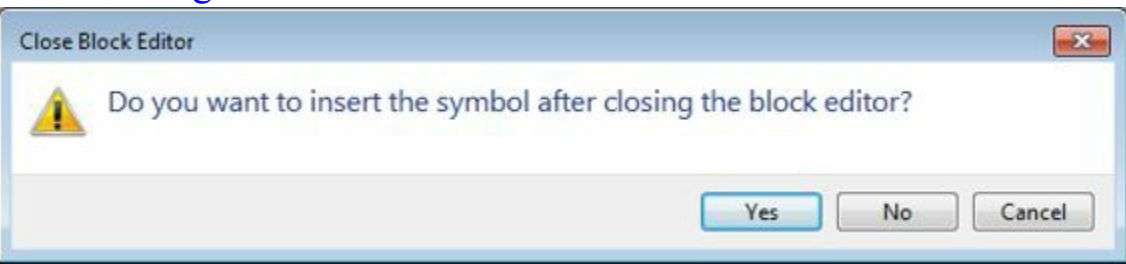 Close Block Editor
Do you want to insert the symbol after closing the block editor?
Yes No Cancel